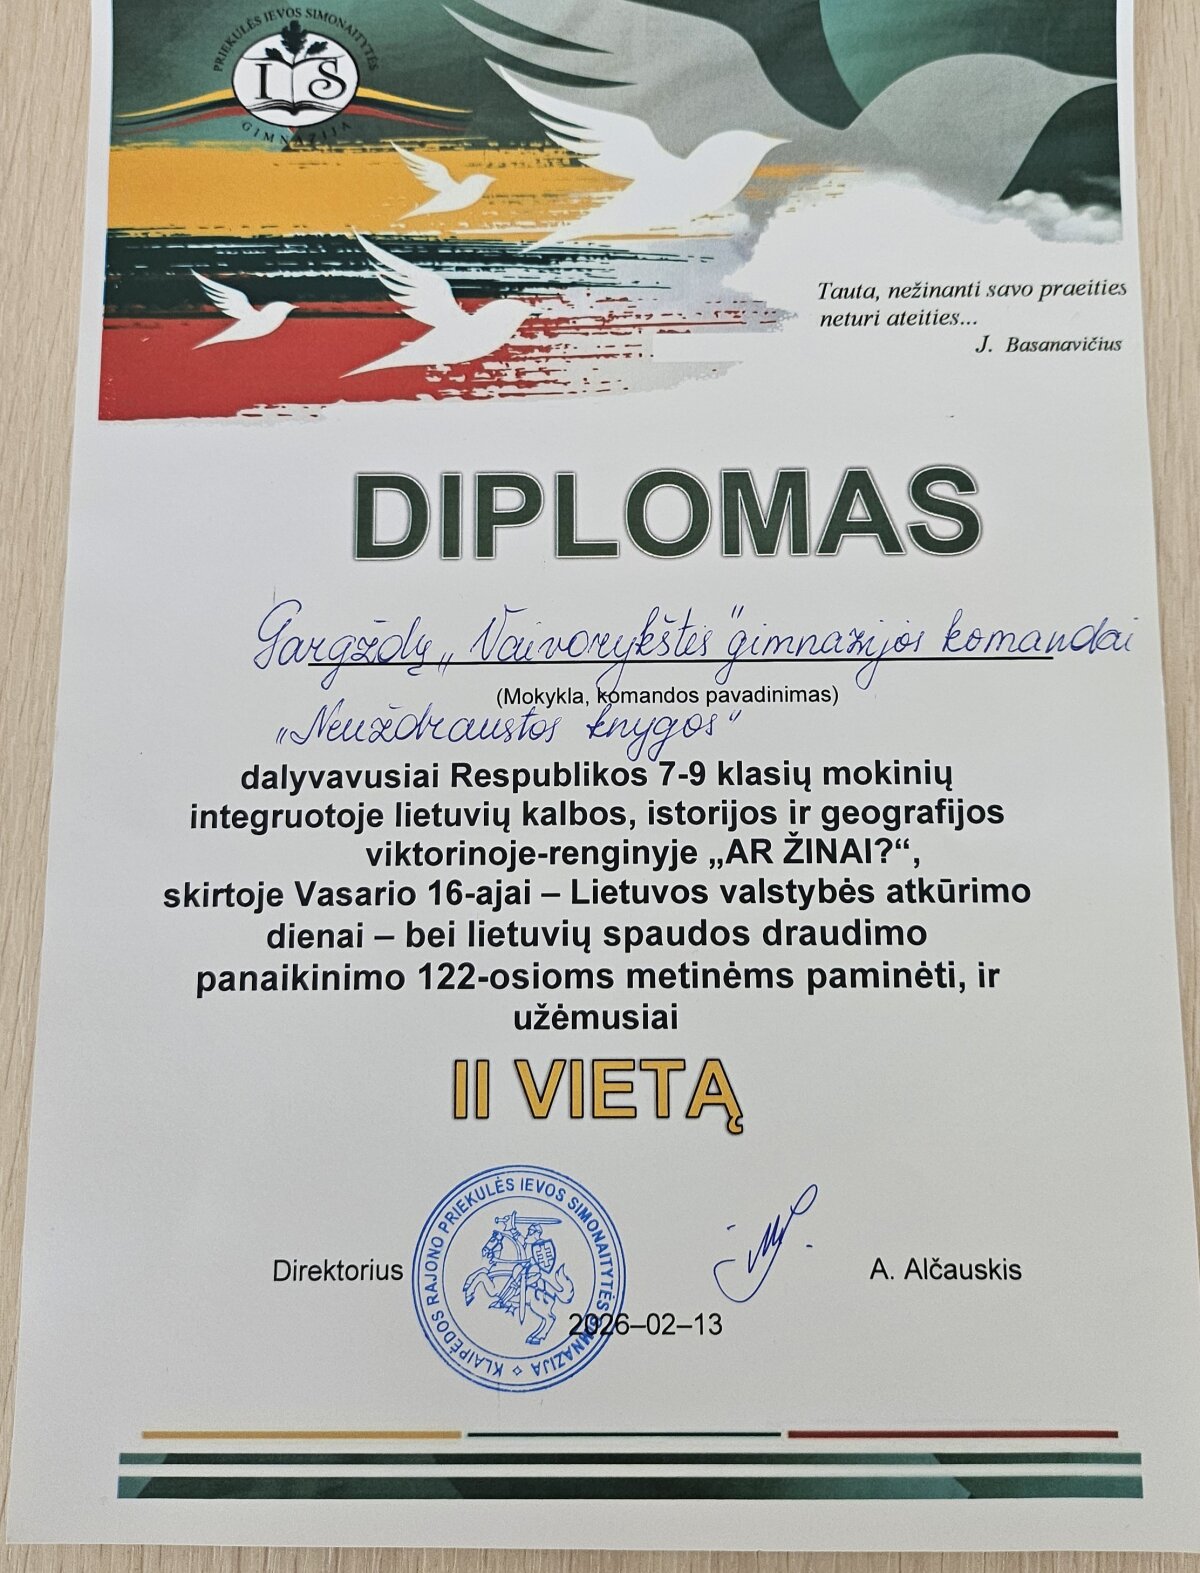 PRIEKULĖS IEVOS SIMONAITYTĖS
I S
GIMNAZIJA
Tauta, nežinanti savo praeities
neturi ateities...
J. Basanavičius
DIPLOMAS
Gargždų „Vaivorykštės" gimnazijos komandai
(Mokykla, komandos pavadinimas)
„Neuždraustos knygos"
dalyvavusiai Respublikos 7-9 klasių mokinių
integruotoje lietuvių kalbos, istorijos ir geografijos
viktorinoje-renginyje „AR ŽINAI?“,
skirtoje Vasario 16-ajai – Lietuvos valstybės atkūrimo
dienai – bei lietuvių spaudos draudimo
panaikinimo 122-osioms metinėms paminėti, ir
užėmusiai
II VIETĄ
KLAIPĖDOS RAJONO PRIEKULĖS IEVOS SIMONAITYTĖS GIMNAZIJA
Direktorius
A. Alčauskis
2026–02–13